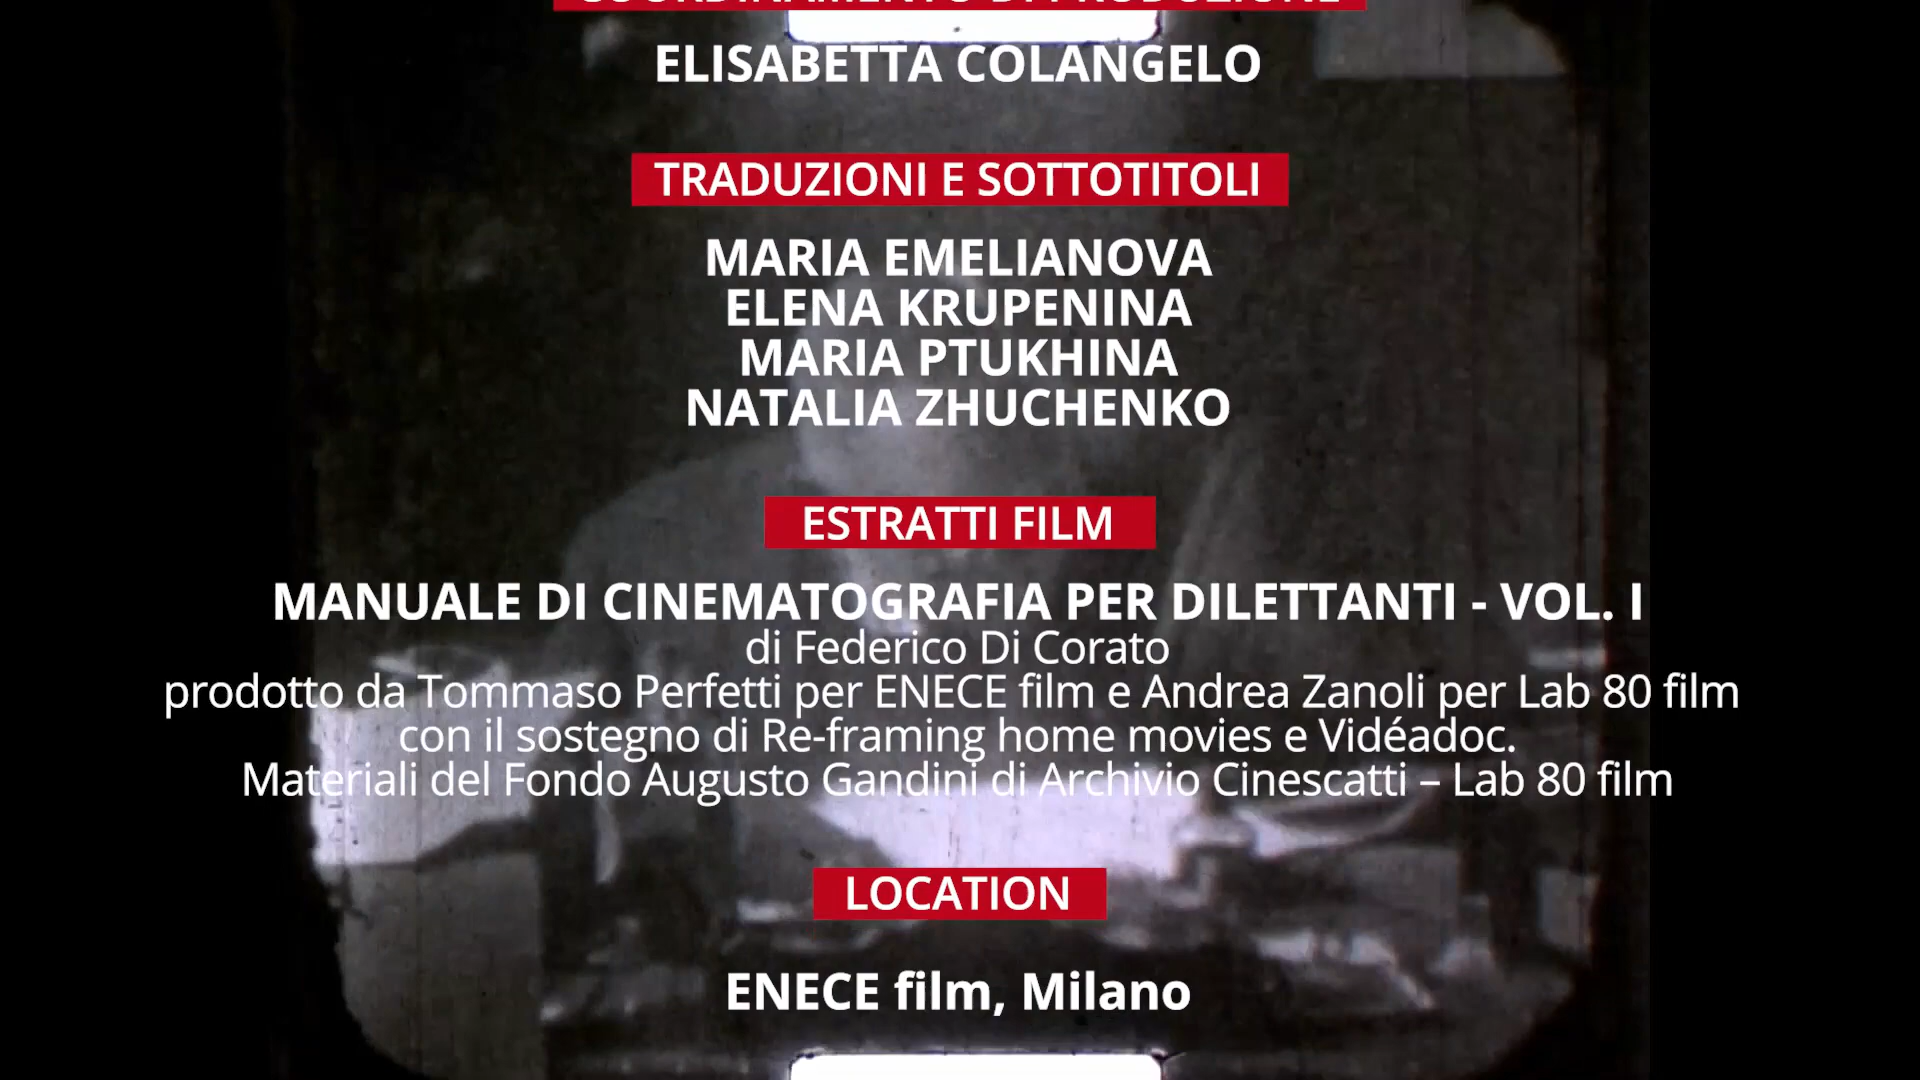 COORDINAMENTO DI PRODUZIONE
ELISABETTA COLANGELO
TRADUZIONI E SOTTOTITOLI
MARIA EMELIANOVA
ELENA KRUPENINA
MARIA PTUKHINA
NATALIA ZHUCHENKO
ESTRATTI FILM
MANUALE DI CINEMATOGRAFIA PER DILETTANTI - VOL. I
di Federico Di Corato
prodotto da Tommaso Perfetti per ENECE film e Andrea Zanoli per Lab 80 film
con il sostegno di Re-framing home movies e Vidéadoc.
Materiali del Fondo Augusto Gandini di Archivio Cinescatti – Lab 80 film
LOCATION
ENECE film, Milano